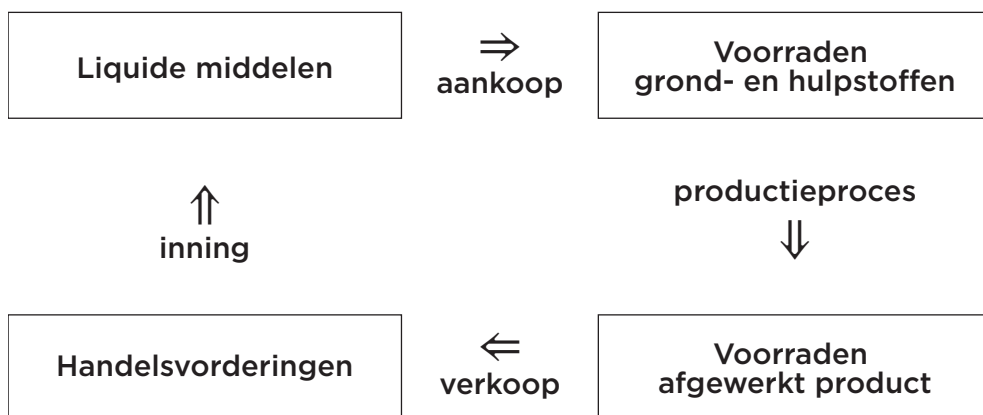 Liquide middelen
⇒
aankoop
Voorraden
grond- en hulpstoffen
productieproces
⇓
⇑
inning
Handelsvorderingen
⇐
verkoop
Voorraden
afgewerkt product